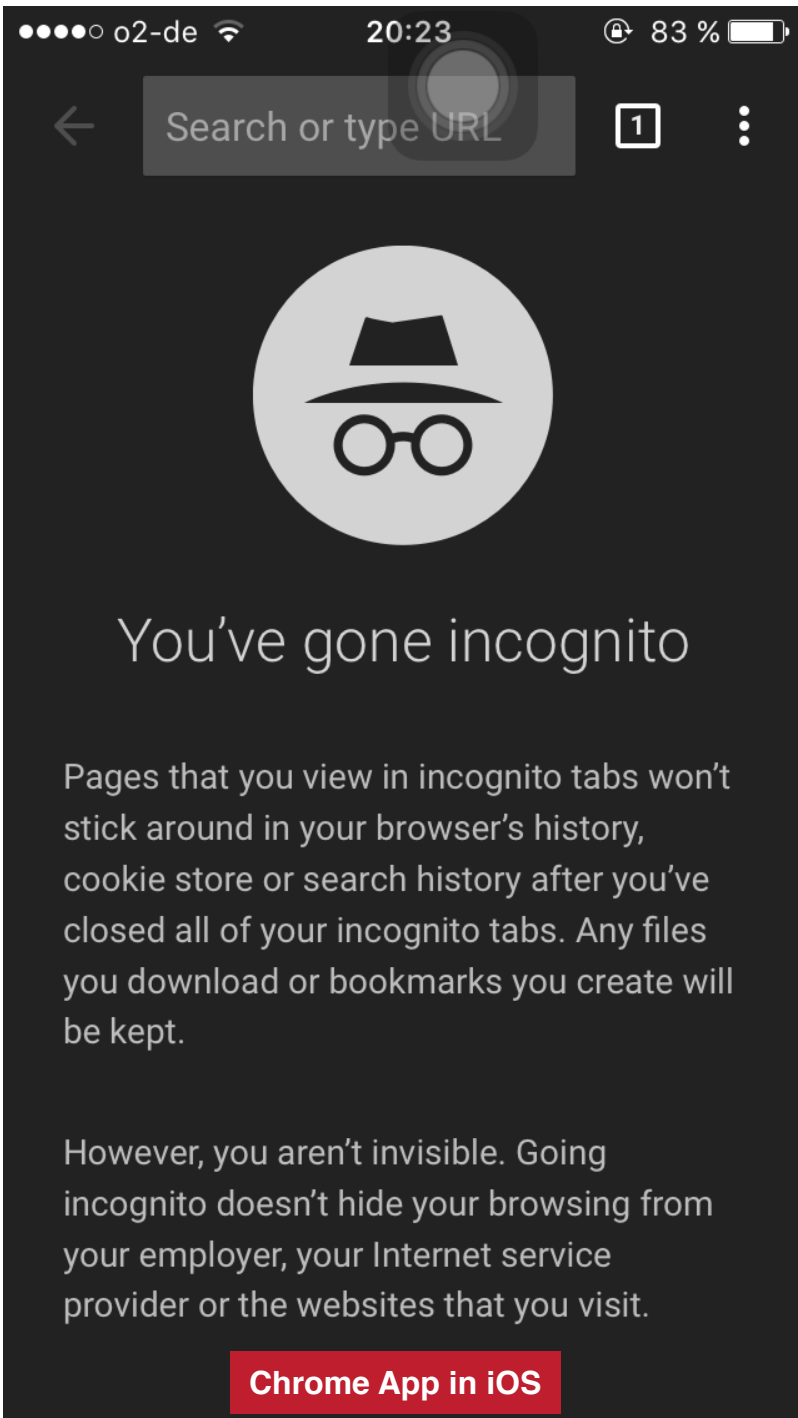 o2-de 20:23 83 %
Search or type URL 1
You’ve gone incognito
Pages that you view in incognito tabs won’t
stick around in your browser’s history,
cookie store or search history after you’ve
closed all of your incognito tabs. Any files
you download or bookmarks you create will
be kept.
However, you aren’t invisible. Going
incognito doesn’t hide your browsing from
your employer, your Internet service
provider or the websites that you visit.
Chrome App in iOS